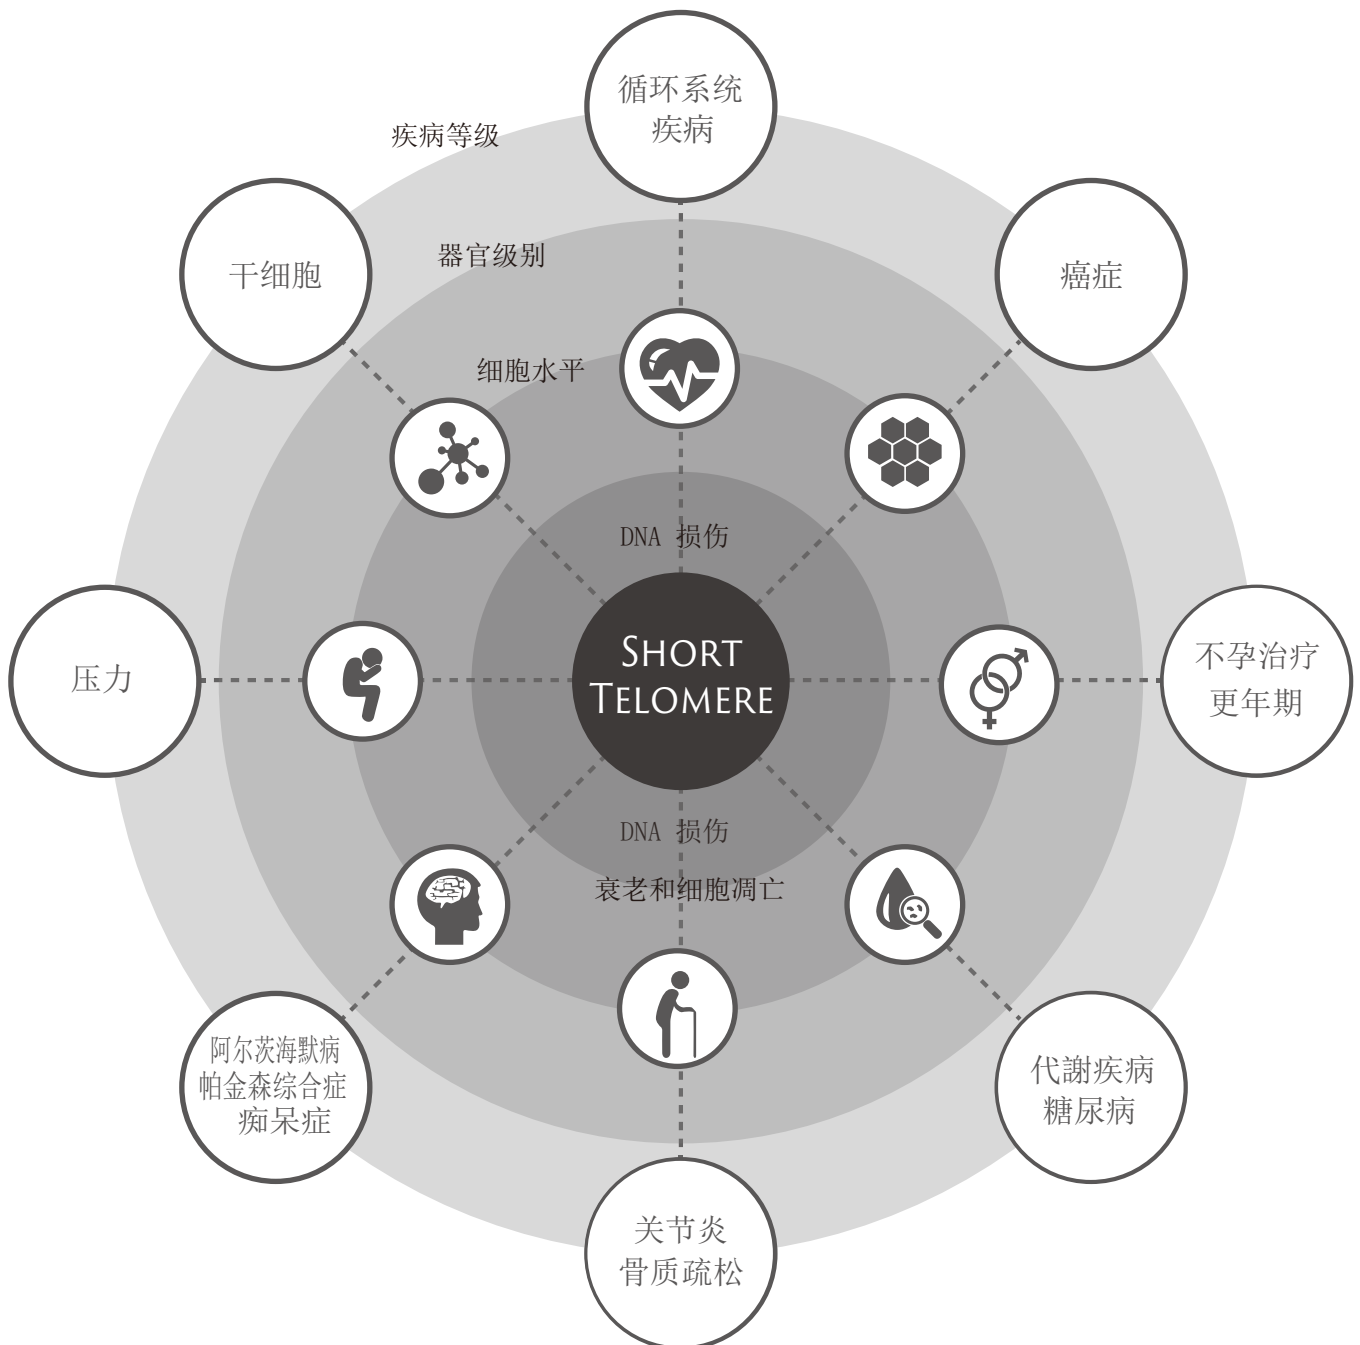 循环系统
疾病
疾病等级
干细胞
器官级别
癌症
细胞水平
DNA 损伤
SHORT
TELOMERE
压力
不孕治疗
更年期
DNA 损伤
衰老和细胞凋亡
阿尔茨海默病
帕金森综合症
痴呆症
代謝疾病
糖尿病
关节炎
骨质疏松